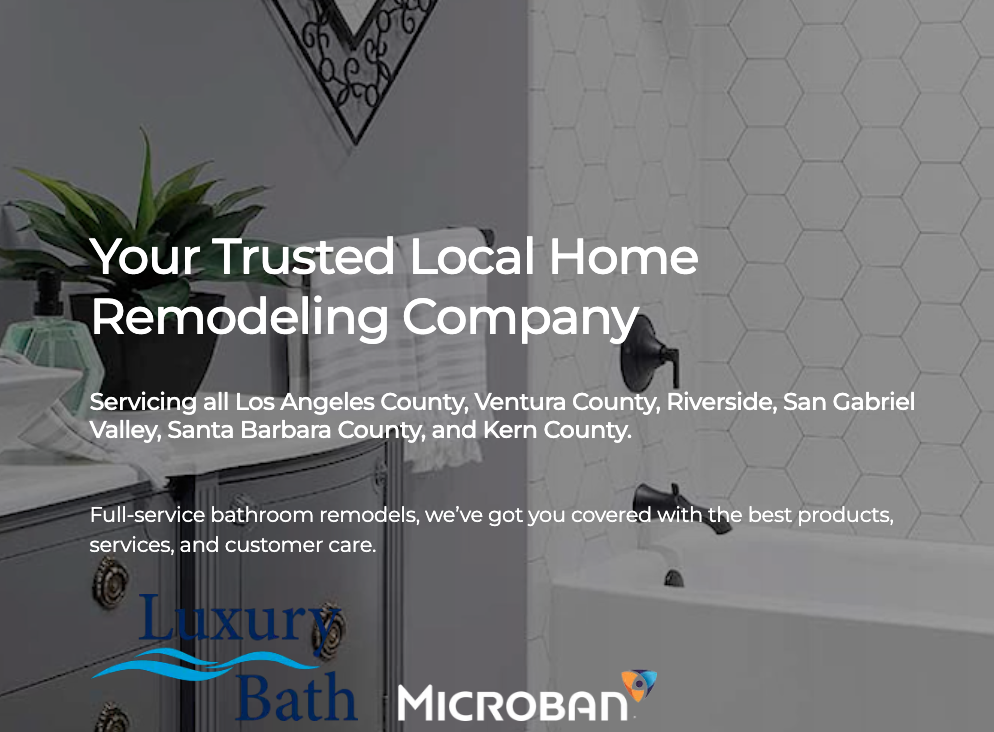 Your Trusted Local Home
Remodeling Company
Servicing all Los Angeles County, Ventura County, Riverside, San Gabriel
Valley, Santa Barbara County, and Kern County.
Full-service bathroom remodels, we’ve got you covered with the best products,
services, and customer care.
Luxury
Bath
MICROBAN